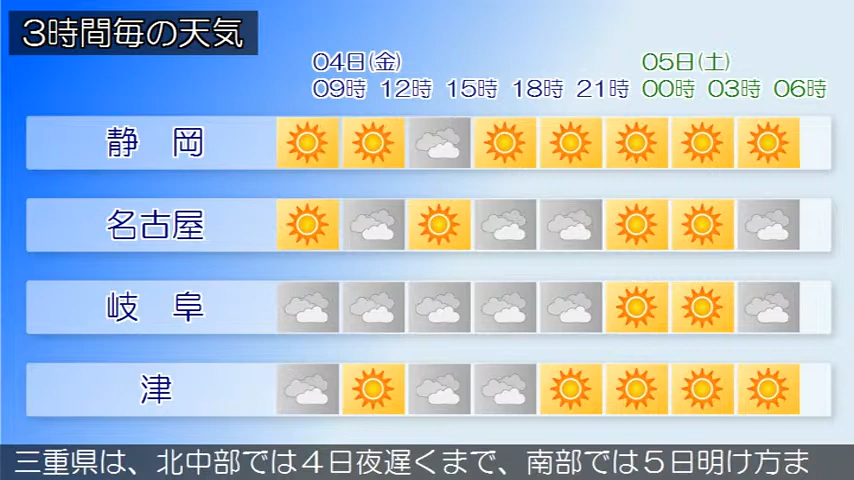 3時間毎の天気
04日(金) 05日(土)
09時 12時 15時 18時 21時 00時 03時 06時
静　岡
名古屋
岐　阜
津
三重県は、北中部では４日夜遅くまで、南部では５日明け方ま